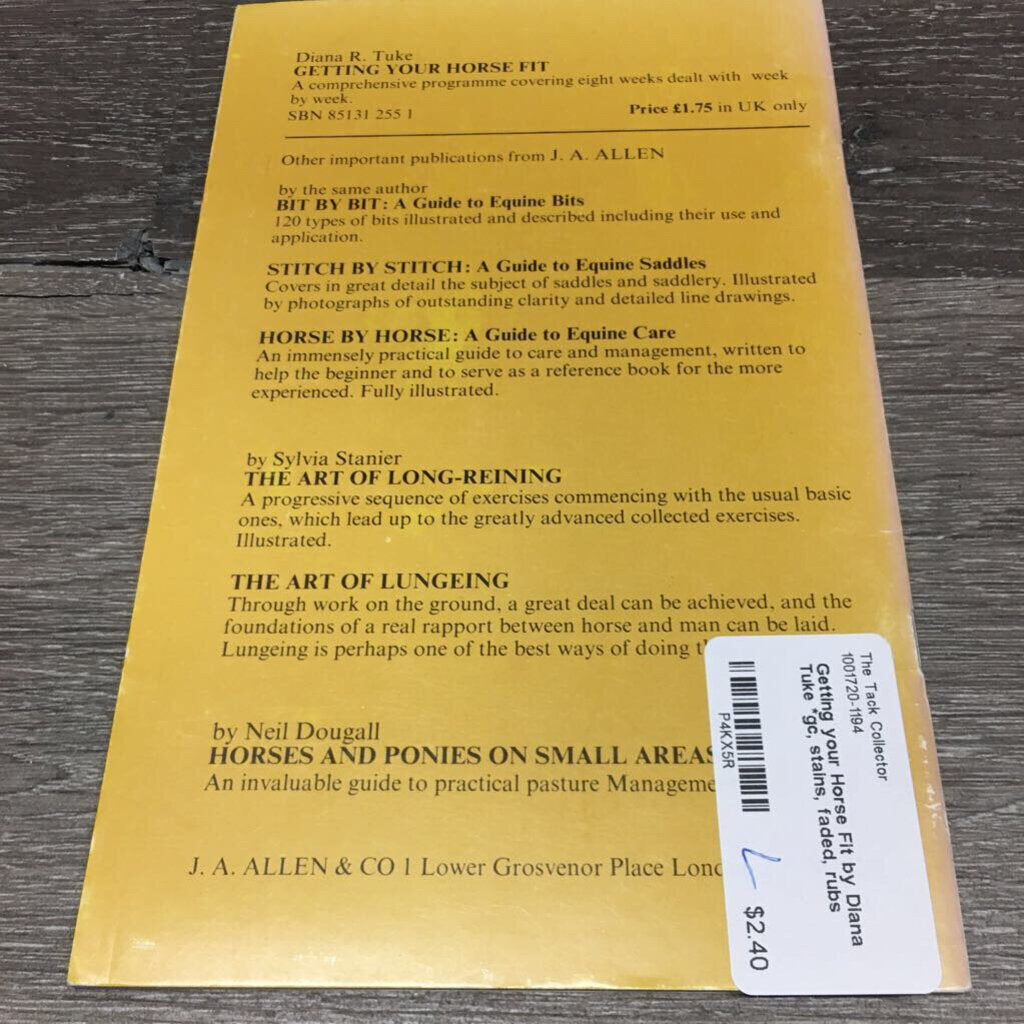 Diana R. Tuke
GETTING YOUR HORSE FIT
A comprehensive programme covering eight weeks dealt with week
by week.
SBN 85131 255 1
Price £1.75 in UK only
Other important publications from J. A. ALLEN
by the same author
BIT BY BIT: A Guide to Equine Bits
120 types of bits illustrated and described including their use and
application.
STITCH BY STITCH: A Guide to Equine Saddles
Covers in great detail the subject of saddles and saddlery. Illustrated
by photographs of outstanding clarity and detailed line drawings.
HORSE BY HORSE: A Guide to Equine Care
An immensely practical guide to care and management, written to
help the beginner and to serve as a reference book for the more
experienced. Fully illustrated.
by Sylvia Stanier
THE ART OF LONG-REINING
A progressive sequence of exercises commencing with the usual basic
ones, which lead up to the greatly advanced collected exercises.
Illustrated.
THE ART OF LUNGEING
Through work on the ground, a great deal can be achieved, and the
foundations of a real rapport between horse and man can be laid.
Lungeing is perhaps one of the best ways of doing
by Neil Dougall
HORSES AND PONIES ON SMALL AREAS
An invaluable guide to practical pasture Manageme
J. A. ALLEN & CO 1 Lower Grosvenor Place Lond
The Tack Collector
1001720-1194
Getting your Horse Fit by Diana
Tuke *gc, stains, faded, rubs
P4KX5R
$2.40